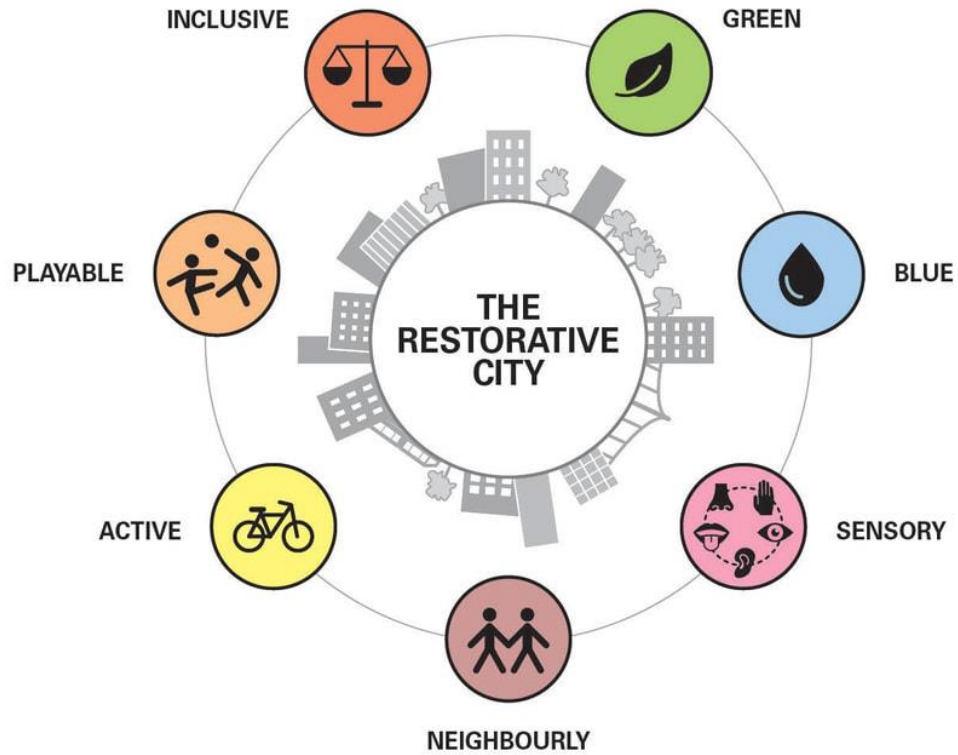 INCLUSIVE
GREEN
PLAYABLE
BLUE
THE
RESTORATIVE
CITY
ACTIVE
SENSORY
NEIGHBOURLY